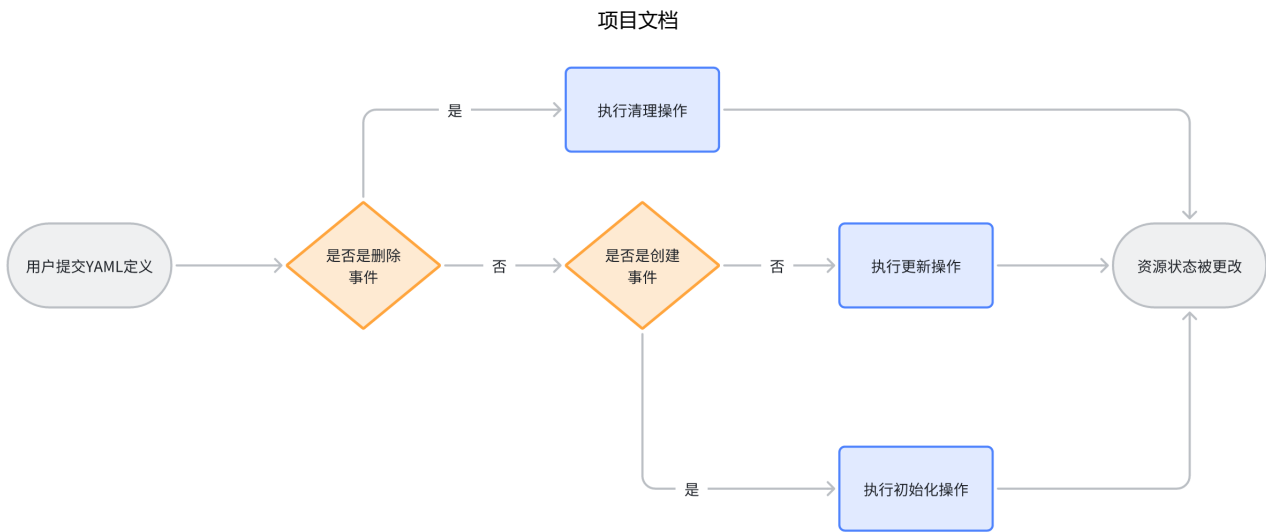 项目文档
是
执行清理操作
用户提交YAML定义
是否是删除
事件
否
是否是创建
事件
否
执行更新操作
资源状态被更改
是
执行初始化操作